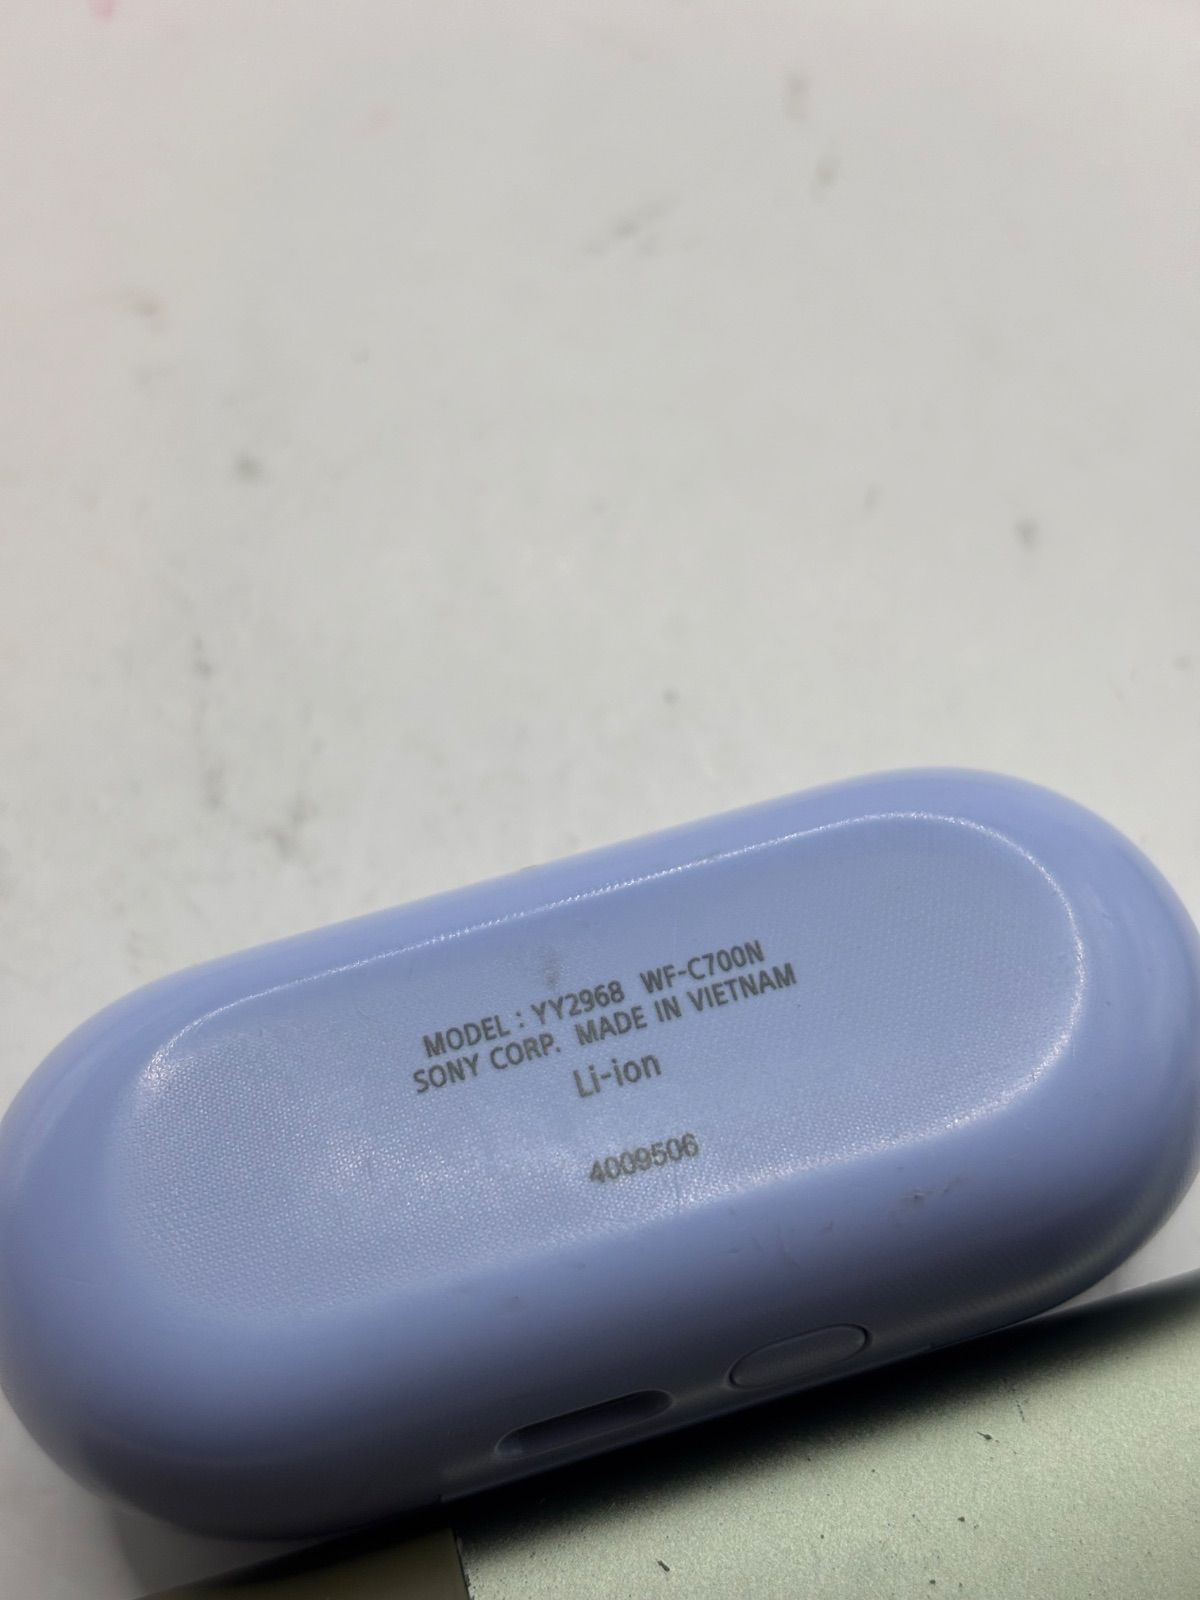 MODEL : YY2968 WF-C700N
SONY CORP. MADE IN VIETNAM
Li-ion
4009506